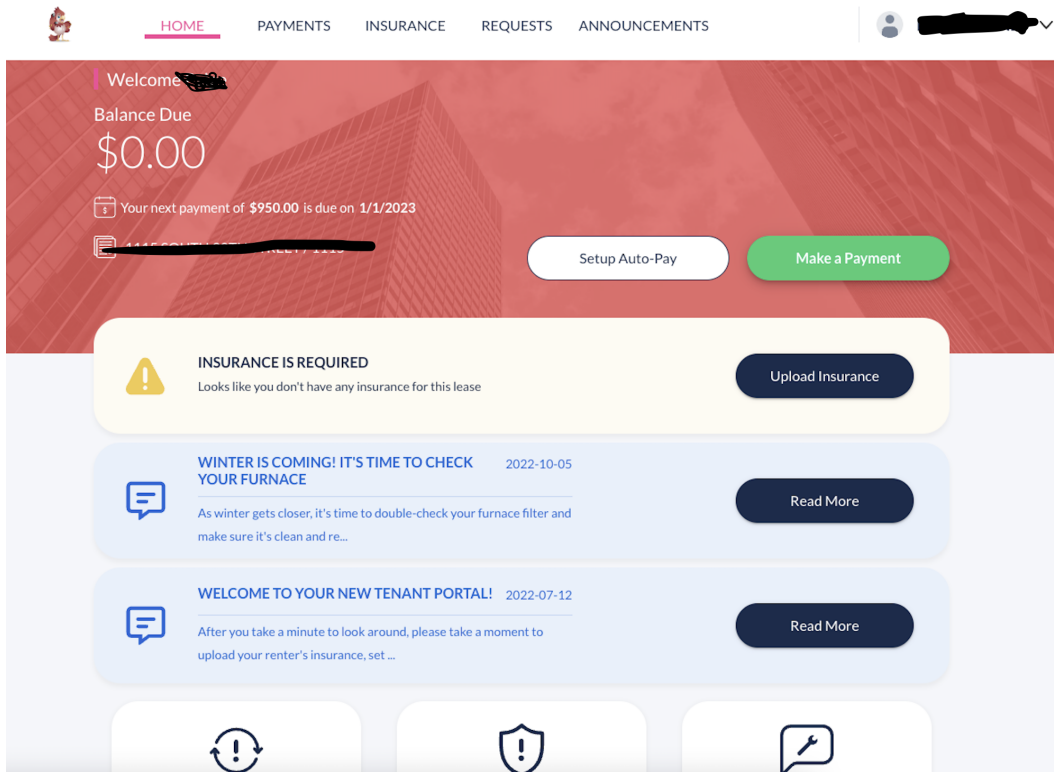 HOME PAYMENTS INSURANCE REQUESTS ANNOUNCEMENTS
Welcome
Balance Due
$0.00
Your next payment of $950.00 is due on 1/1/2023
Setup Auto-Pay
Make a Payment
INSURANCE IS REQUIRED
Looks like you don't have any insurance for this lease
Upload Insurance
WINTER IS COMING! IT'S TIME TO CHECK
YOUR FURNACE
2022-10-05
As winter gets closer, it's time to double-check your furnace filter and
make sure it's clean and re...
Read More
WELCOME TO YOUR NEW TENANT PORTAL!
2022-07-12
After you take a minute to look around, please take a moment to
upload your renter's insurance, set ...
Read More